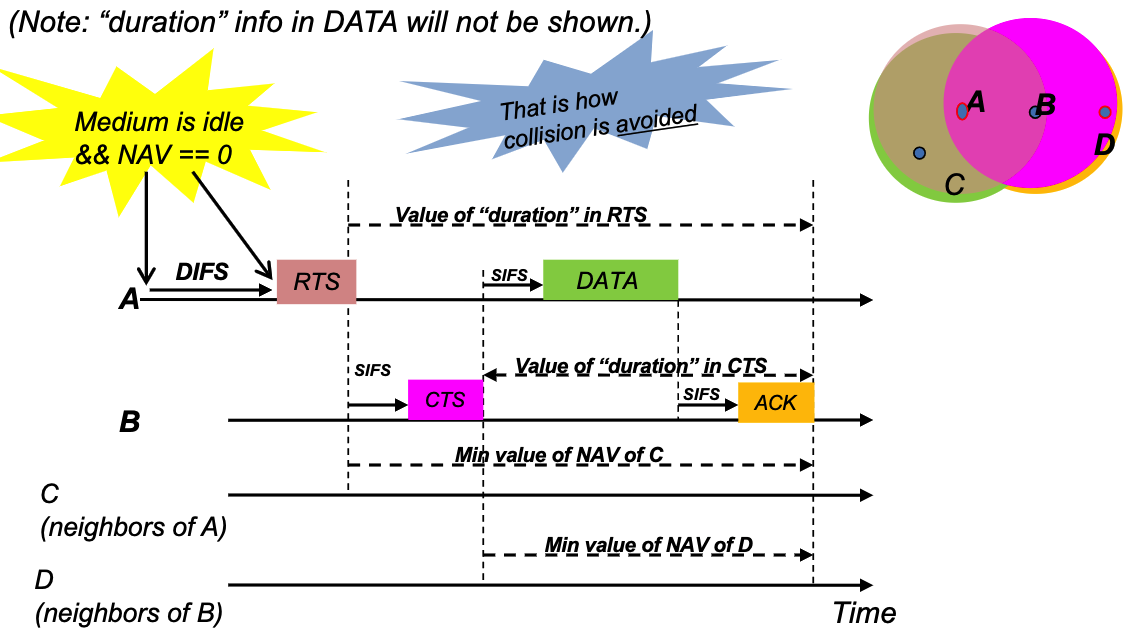 (Note: “duration” info in DATA will not be shown.)
Medium is idle
&& NAV == 0
That is how
collision is avoided
A
B
D
C
Value of “duration” in RTS
DIFS
RTS
SIFS
DATA
A
SIFS
Value of “duration” in CTS
CTS
SIFS
ACK
B
Min value of NAV of C
C
(neighbors of A)
Min value of NAV of D
D
(neighbors of B)
Time